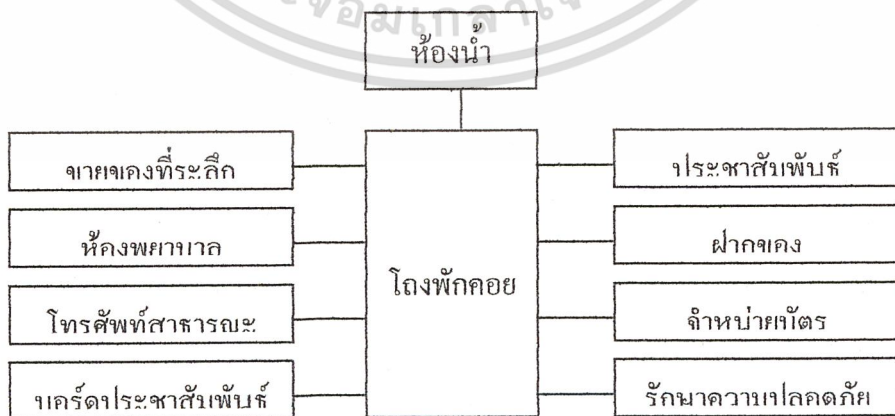 ห้องน้ำ
ขายของที่ระลึก
ประชาสัมพันธ์
ห้องพยาบาล
ฝากของ
โถงพักคอย
โทรศัพท์สาธารณะ
จำหน่ายบัตร
บอร์ดประชาสัมพันธ์
รักษาความปลอดภัย